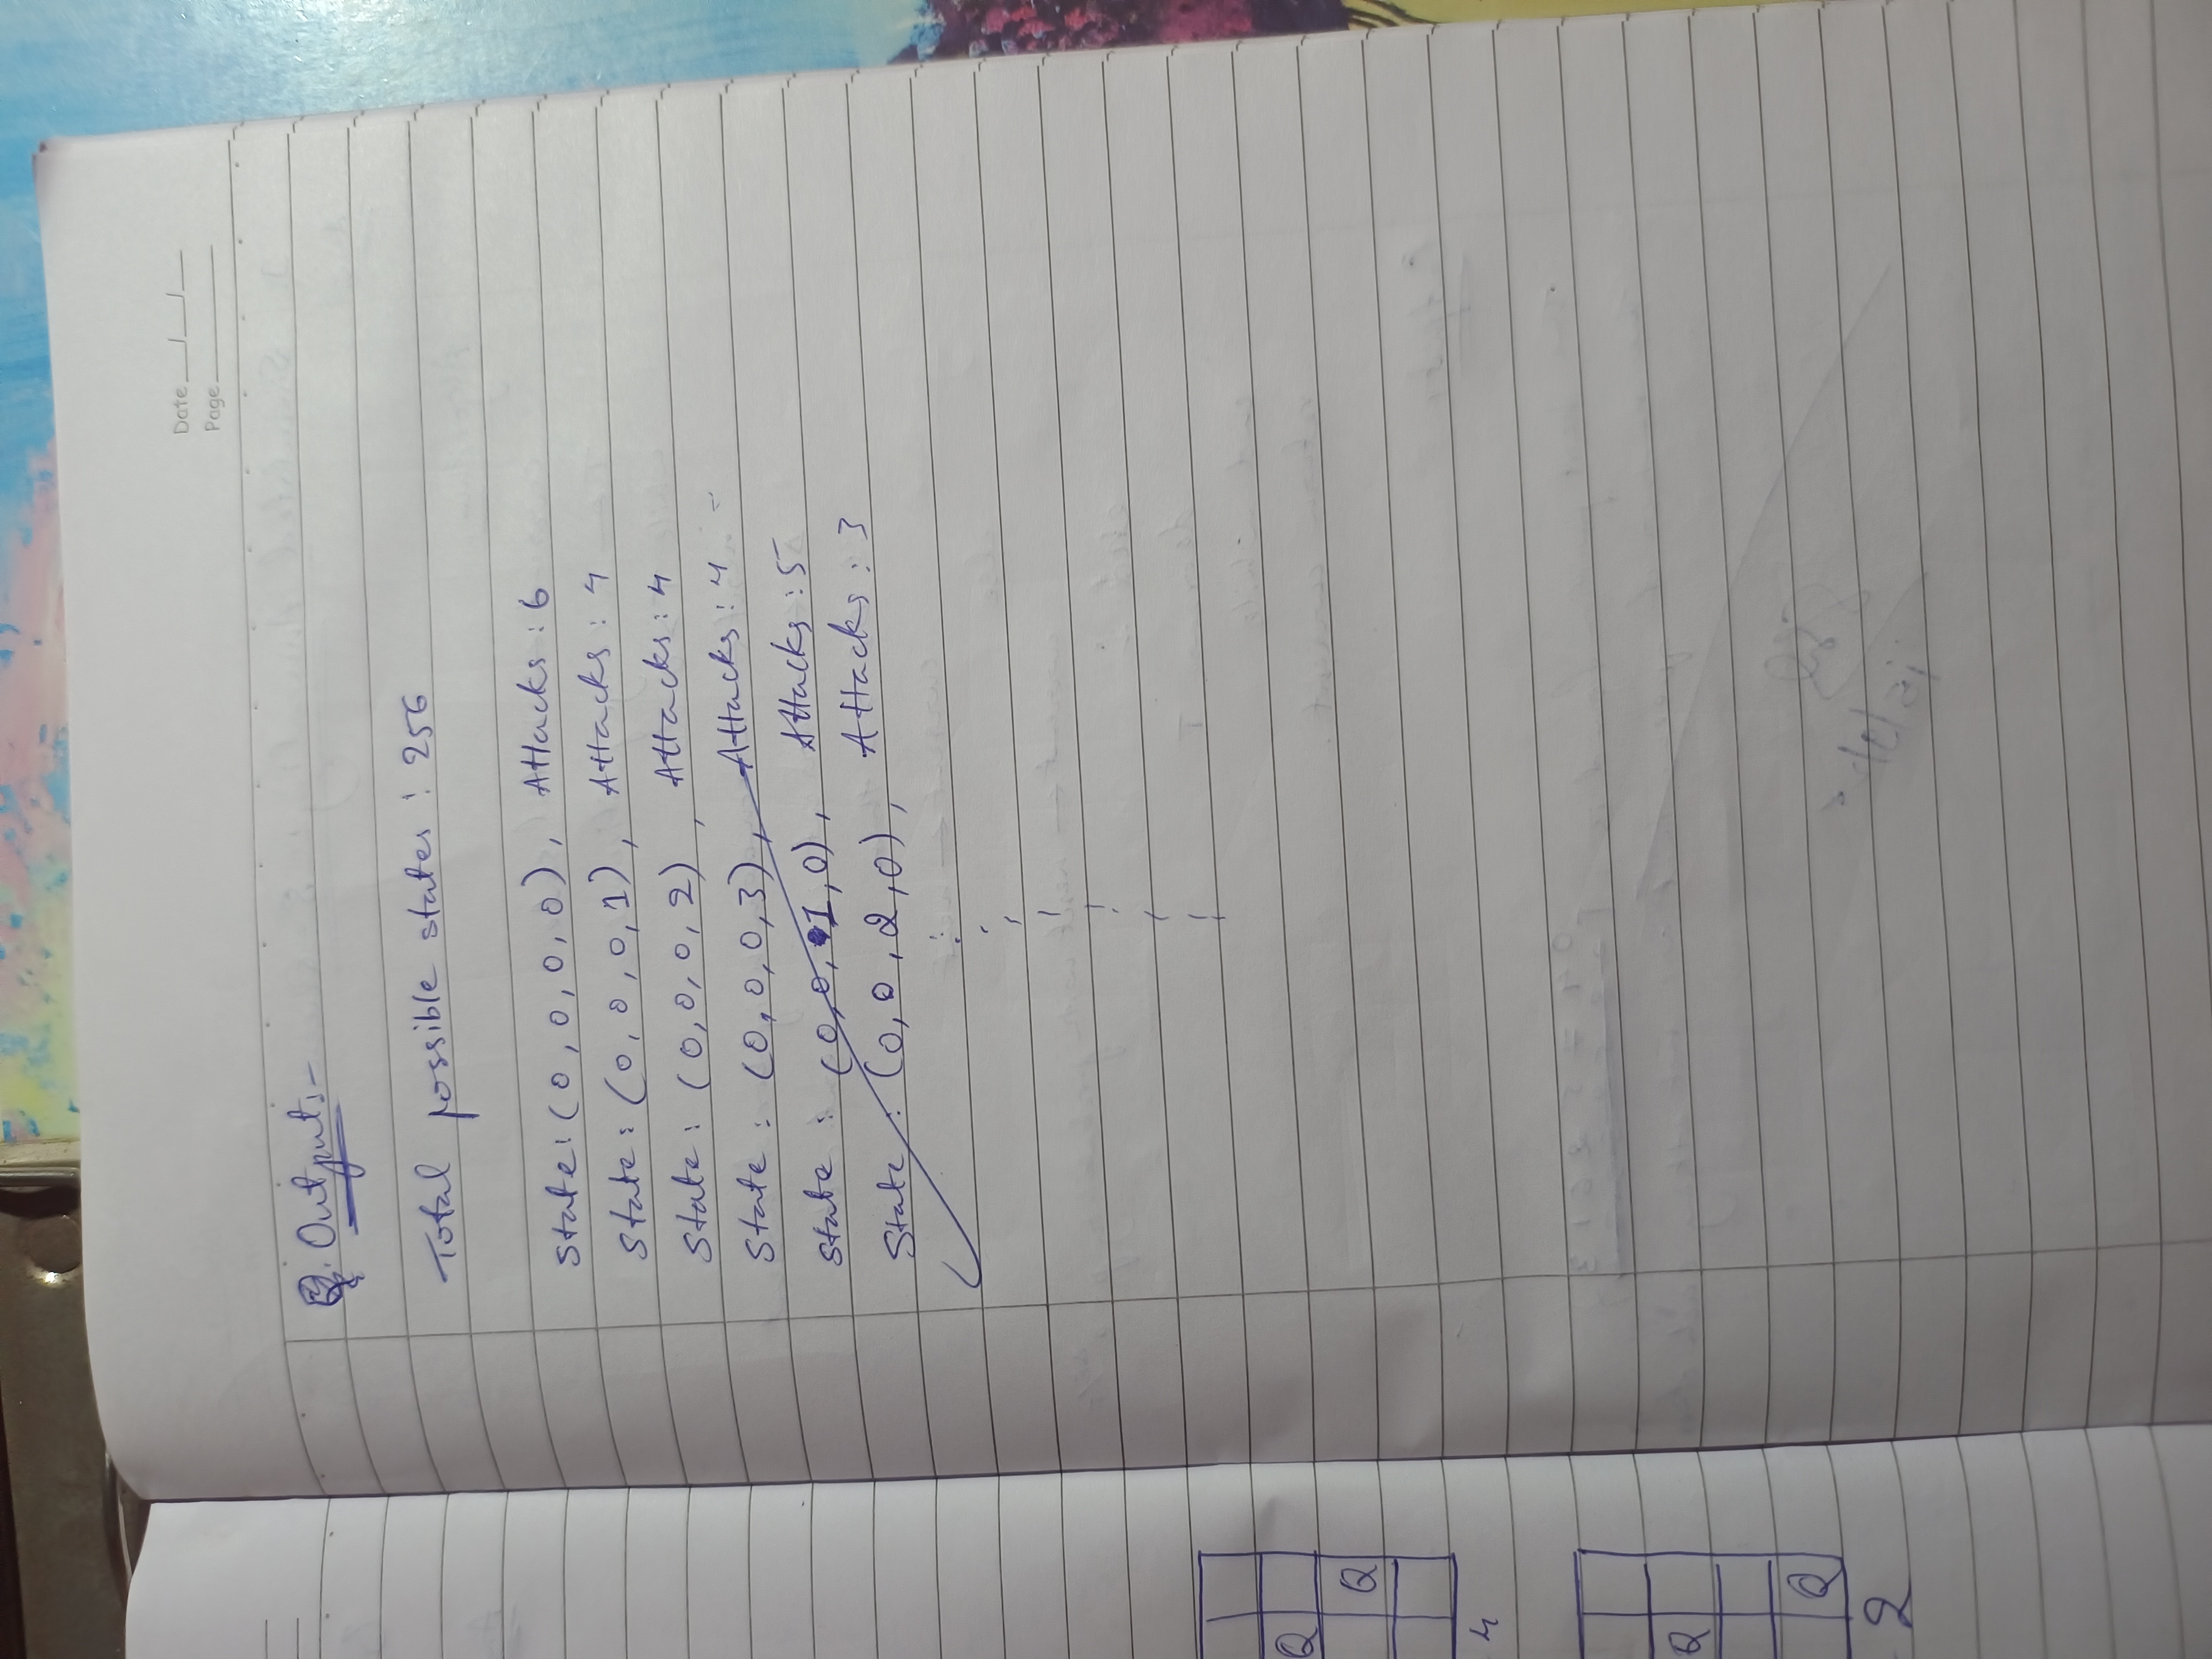 Date
Page
Q. Output:-
Total possible states : 256
State: (0, 0, 0, 0), Attacks : 6
State: (0, 0, 0, 1), Attacks : 4
State: (0, 0, 0, 2), Attacks : 4
State : (0, 0, 0, 3), Attacks : 4
State : (0, 0, 1, 0), Attacks : 5
State : (0, 0, 2, 0), Attacks : 3
Q
Q
4
Q
Q
2